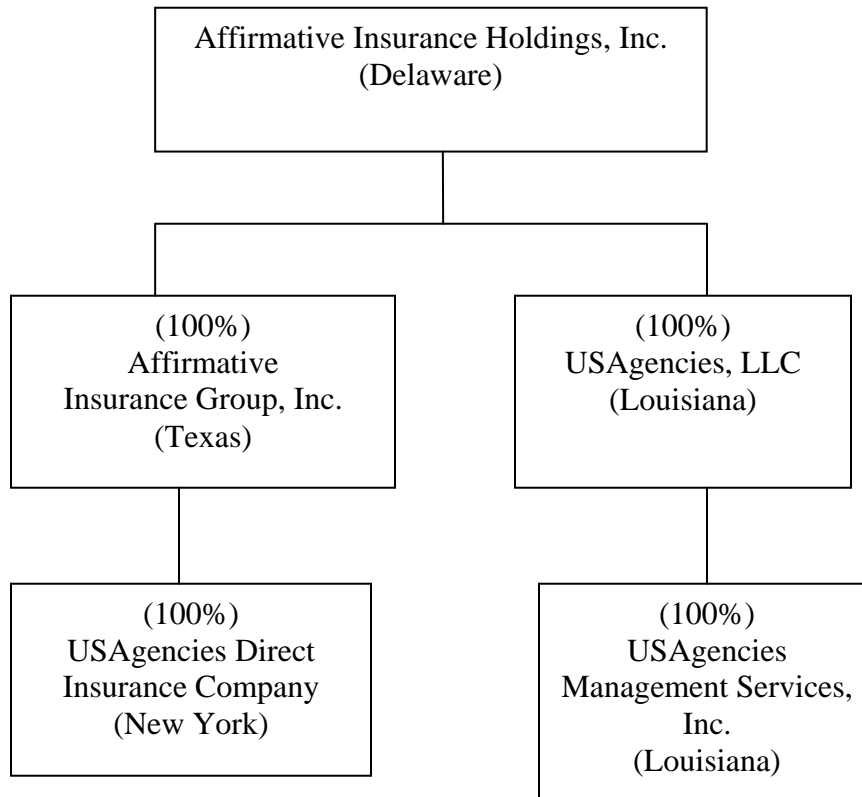 Affirmative Insurance Holdings, Inc.
(Delaware)
(100%)
Affirmative
Insurance Group, Inc.
(Texas)
(100%)
USAgencies, LLC
(Louisiana)
(100%)
USAgencies Direct
Insurance Company
(New York)
(100%)
USAgencies
Management Services,
Inc.
(Louisiana)